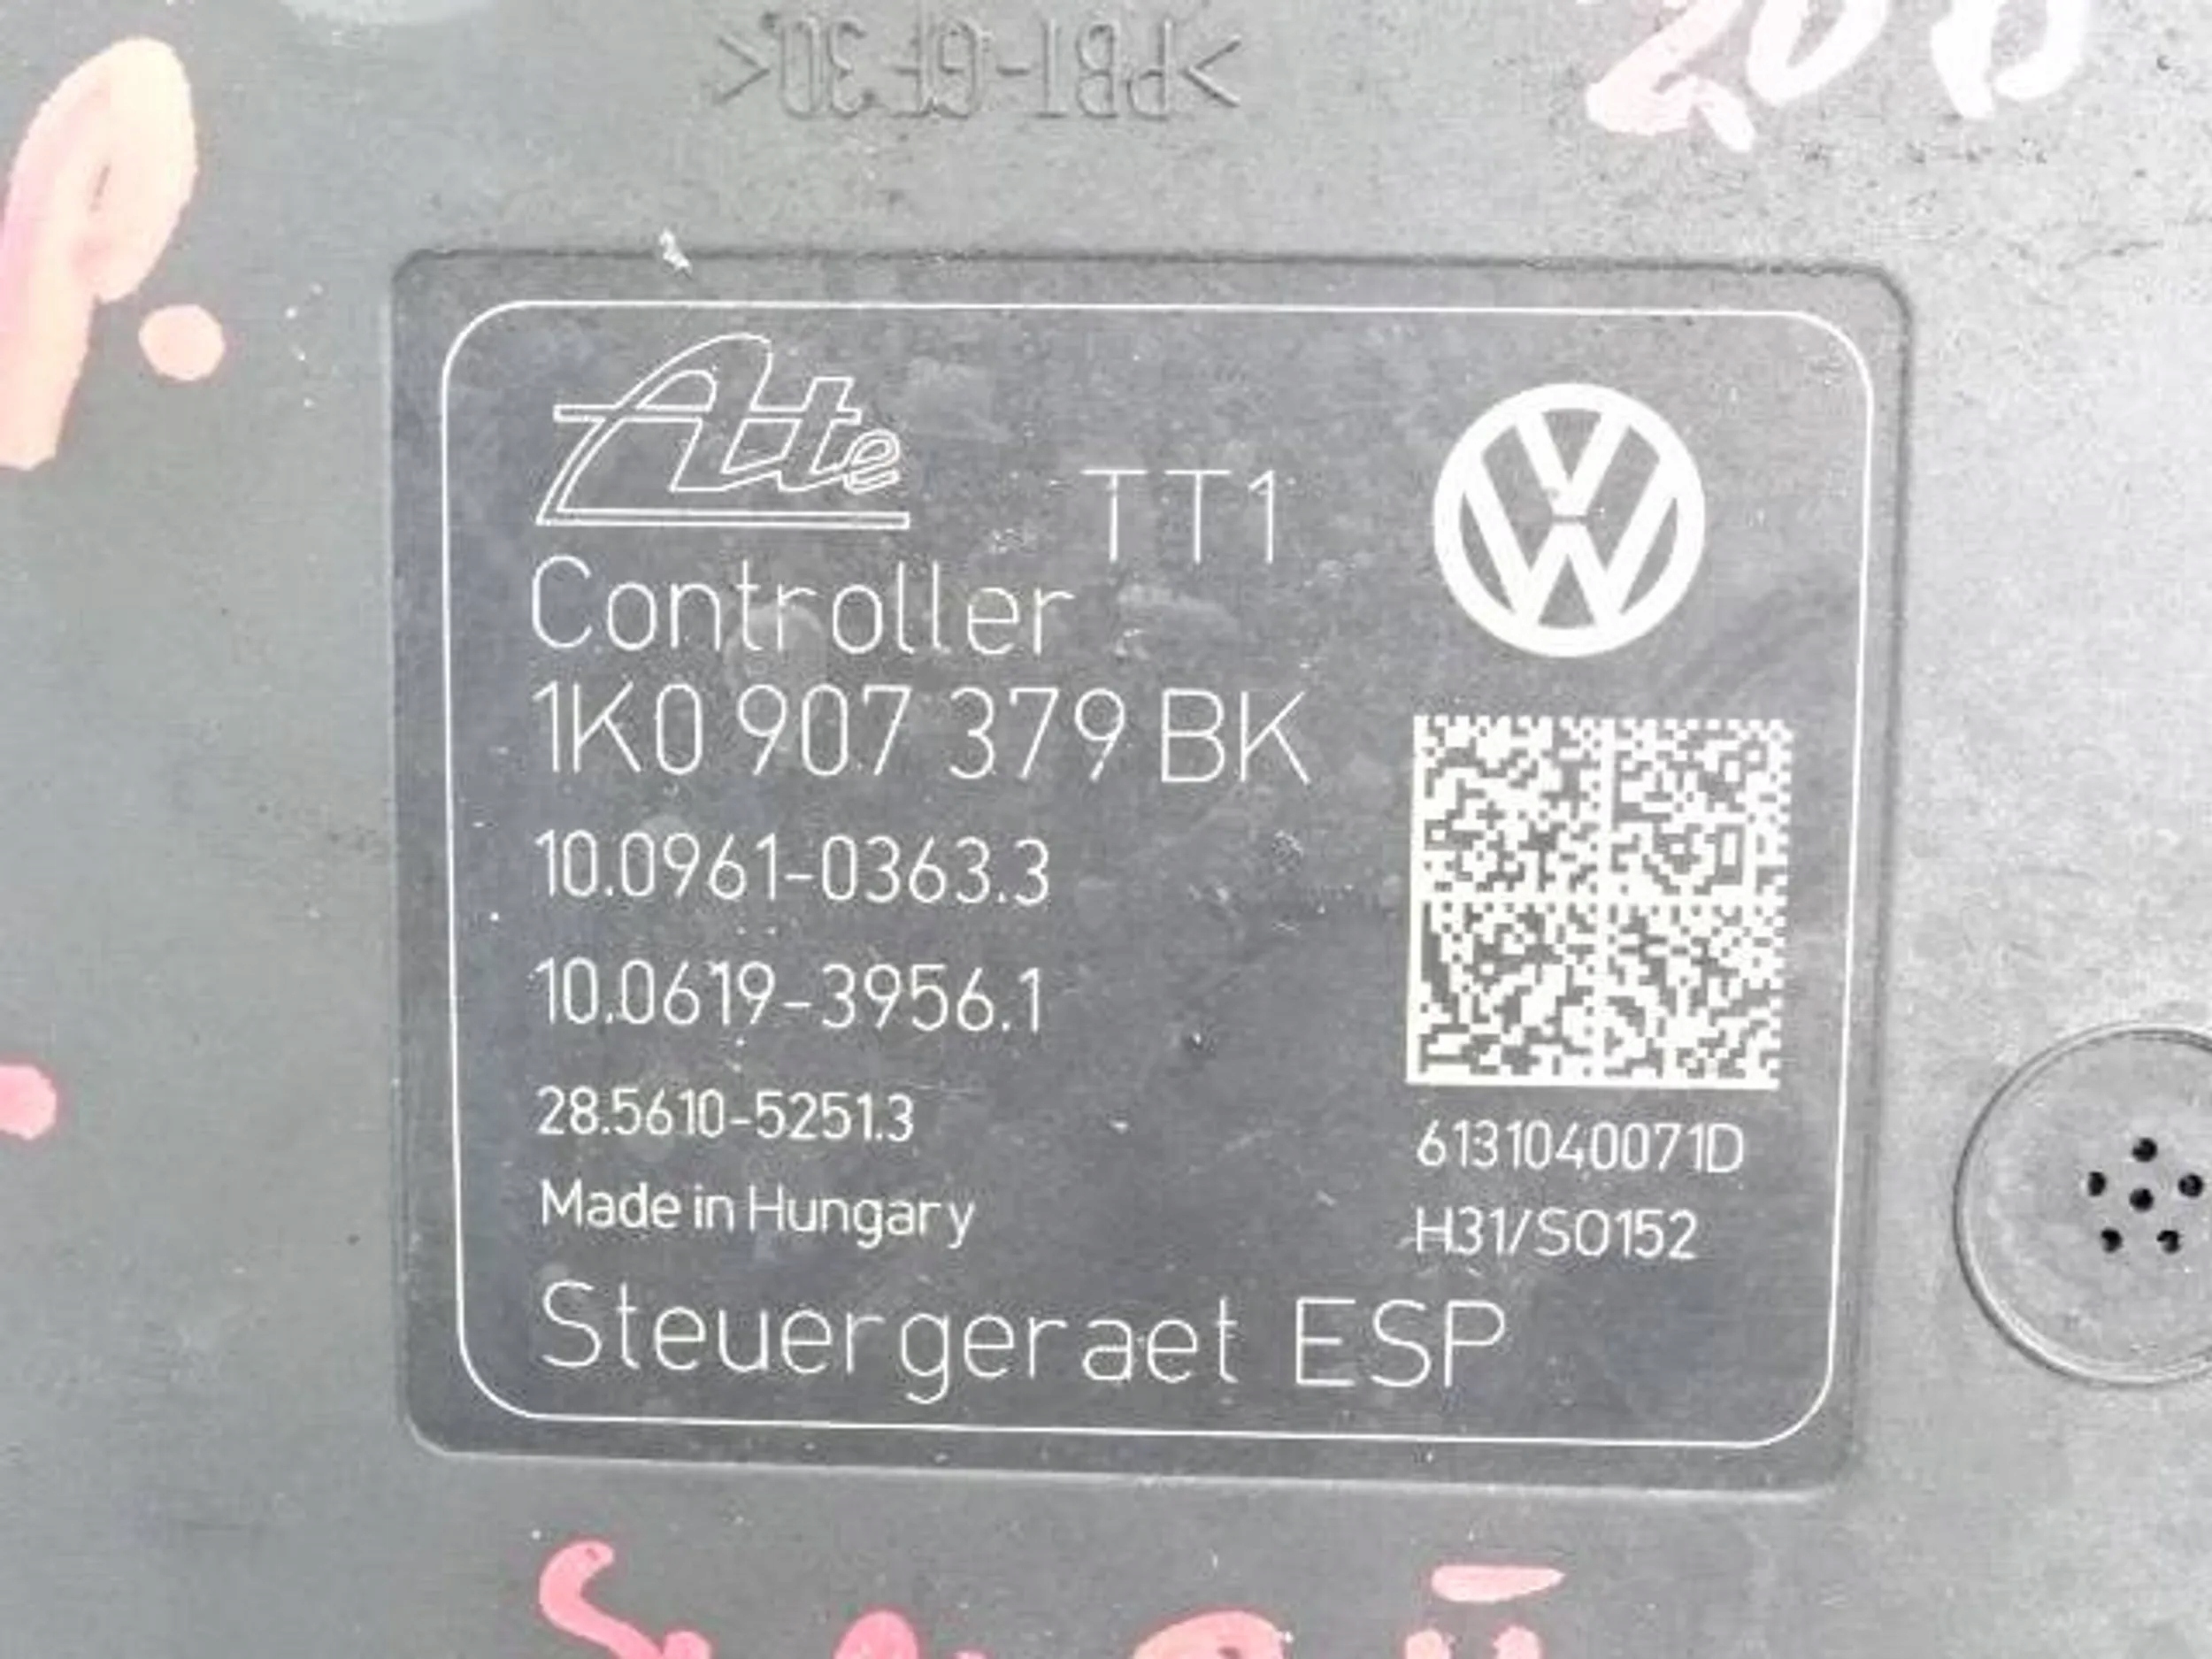 >PBT-GF30<
Ate
TT1
Controller
1K0 907 379 BK
10.0961-0363.3
10.0619-3956.1
28.5610-5251.3
Made in Hungary
6131040071D
H31/SO152
Steuergeraet ESP